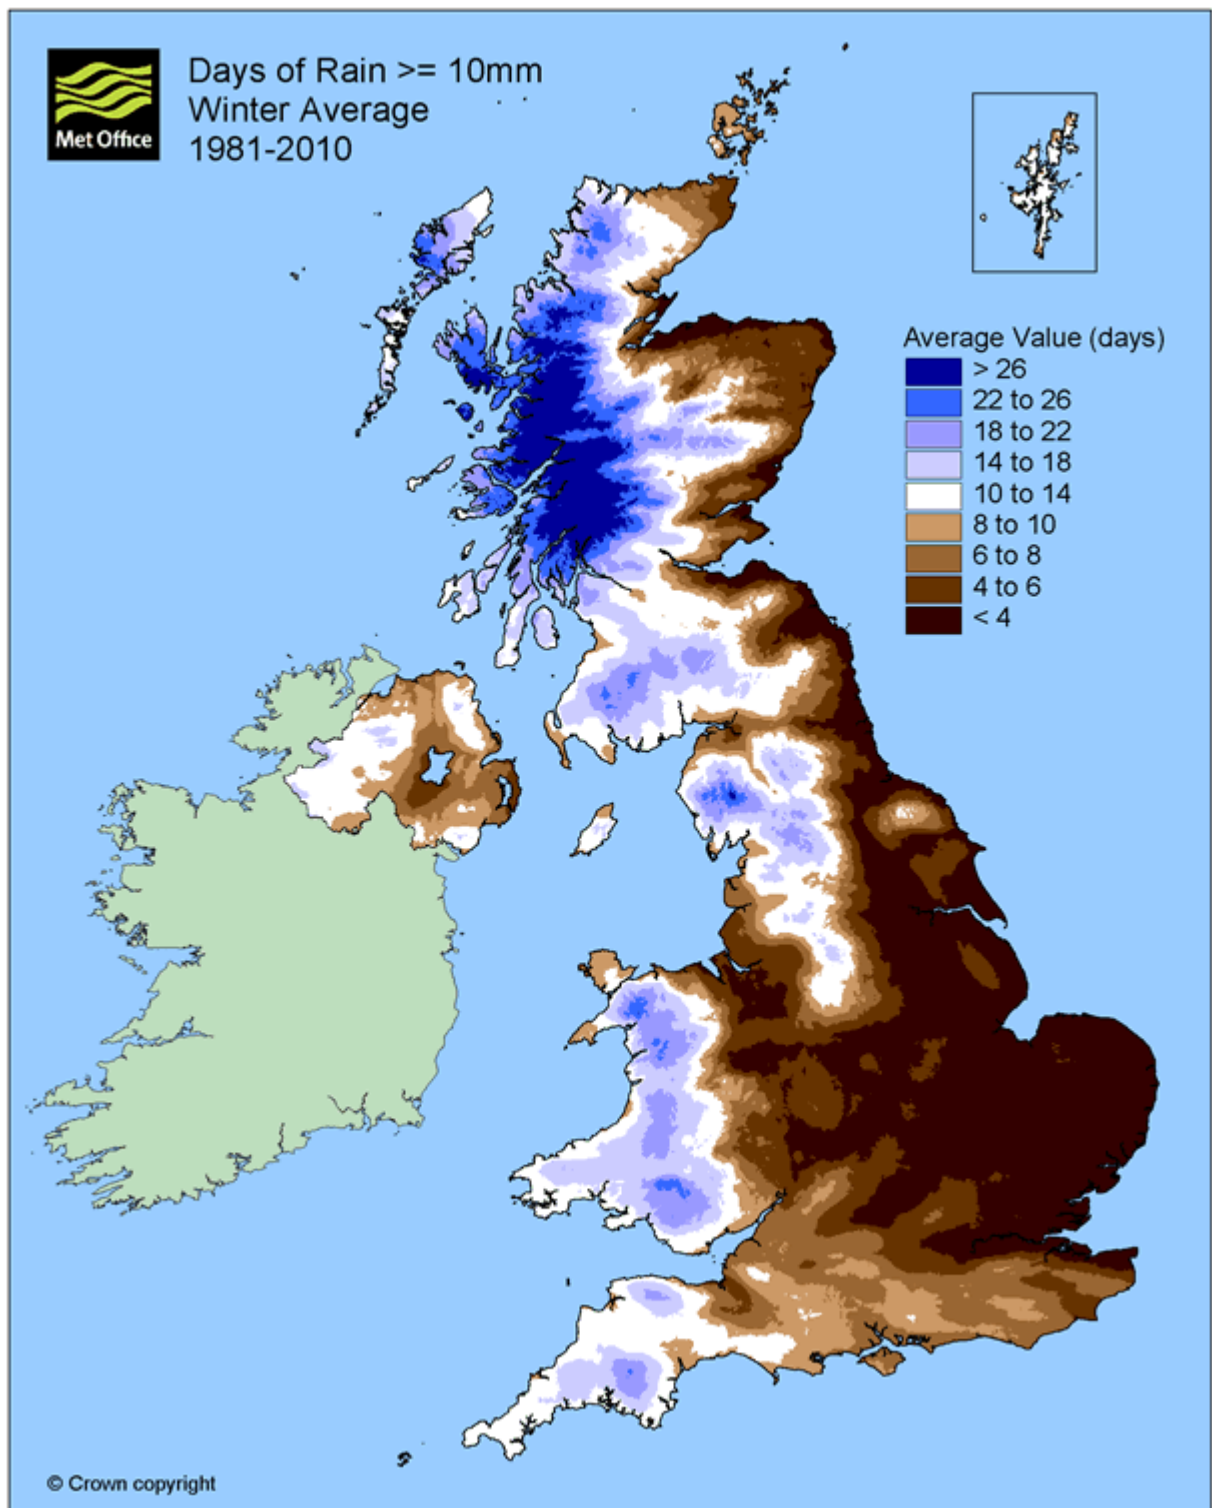 Met Office
Days of Rain >= 10mm
Winter Average
1981-2010
Average Value (days)
> 26
22 to 26
18 to 22
14 to 18
10 to 14
8 to 10
6 to 8
4 to 6
< 4
© Crown copyright